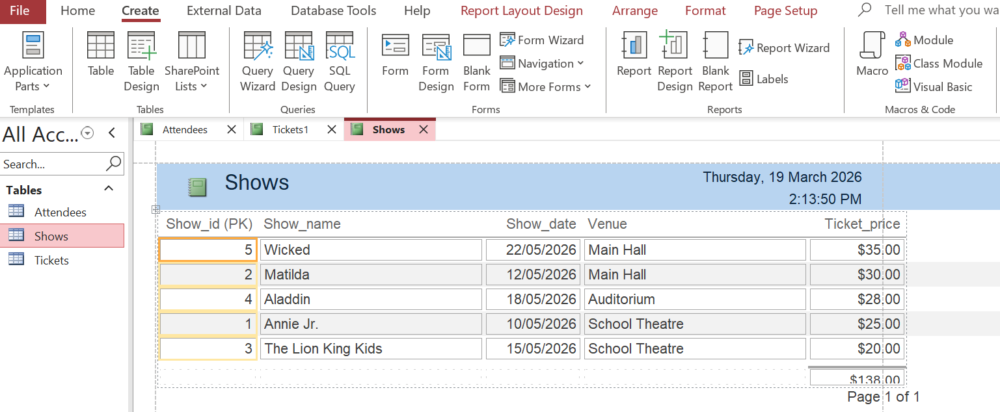 File Home Create External Data Database Tools Help Report Layout Design Arrange Format Page Setup Tell me what you wa
Application Parts
Templates
Table
Table Design
SharePoint Lists
Tables
Query Wizard
Query Design
SQL
SQL Query
Queries
Form
Form Design
Blank Form
Form Wizard
Navigation
More Forms
Forms
Report
Report Design
Blank Report
Report Wizard
Labels
Reports
Macro
Module
Class Module
Visual Basic
Macros & Code
All Acc...
Search...
Tables
Attendees
Shows
Tickets
Attendees Tickets1 Shows
Shows
Thursday, 19 March 2026
2:13:50 PM
Show_id (PK) Show_name Show_date Venue Ticket_price
5 Wicked 22/05/2026 Main Hall $35.00
2 Matilda 12/05/2026 Main Hall $30.00
4 Aladdin 18/05/2026 Auditorium $28.00
1 Annie Jr. 10/05/2026 School Theatre $25.00
3 The Lion King Kids 15/05/2026 School Theatre $20.00
$138.00
Page 1 of 1